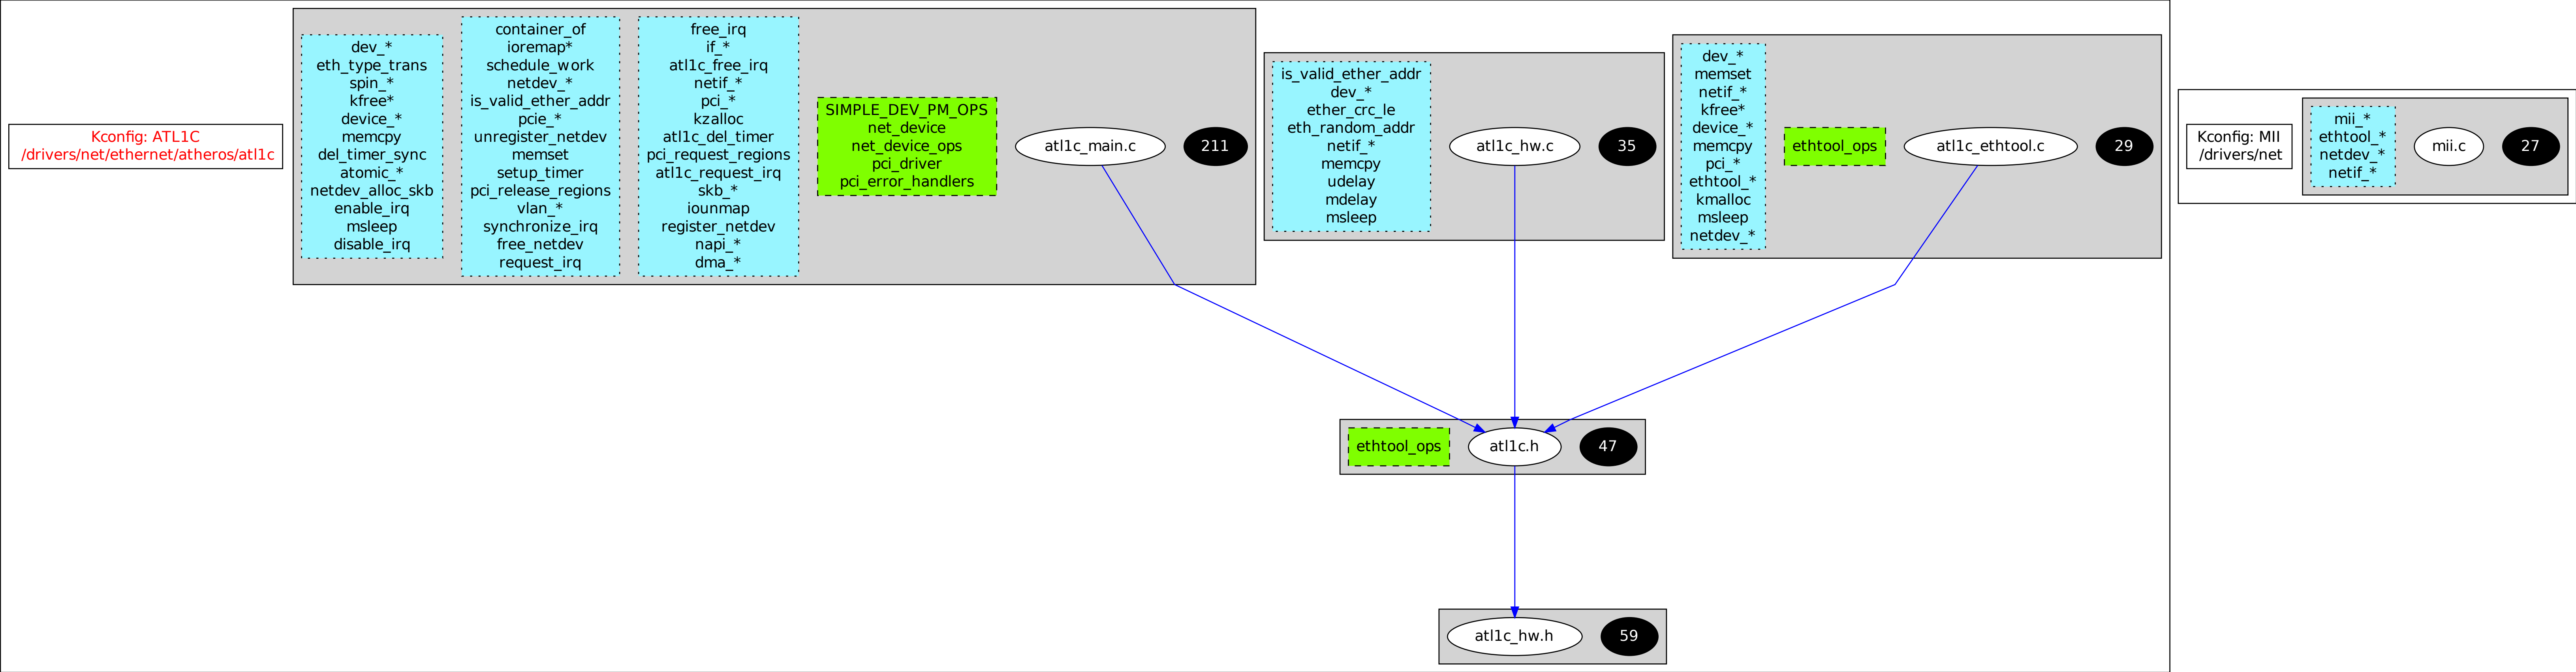 Kconfig: ATL1C
/drivers/net/ethernet/atheros/atl1c
dev_*
eth_type_trans
spin_*
kfree*
device_*
memcpy
del_timer_sync
atomic_*
netdev_alloc_skb
enable_irq
msleep
disable_irq
container_of
ioremap*
schedule_work
netdev_*
is_valid_ether_addr
pcie_*
unregister_netdev
memset
setup_timer
pci_release_regions
vlan_*
synchronize_irq
free_netdev
request_irq
free_irq
if_*
atl1c_free_irq
netif_*
pci_*
kzalloc
atl1c_del_timer
pci_request_regions
atl1c_request_irq
skb_*
iounmap
register_netdev
napi_*
dma_*
SIMPLE_DEV_PM_OPS
net_device
net_device_ops
pci_driver
pci_error_handlers
atl1c_main.c
211
is_valid_ether_addr
dev_*
ether_crc_le
eth_random_addr
netif_*
memcpy
udelay
mdelay
msleep
atl1c_hw.c
35
dev_*
memset
netif_*
kfree*
device_*
memcpy
pci_*
ethtool_*
kmalloc
msleep
netdev_*
ethtool_ops
atl1c_ethtool.c
29
Kconfig: MII
/drivers/net
mii_*
ethtool_*
netdev_*
netif_*
mii.c
27
ethtool_ops
atl1c.h
47
atl1c_hw.h
59